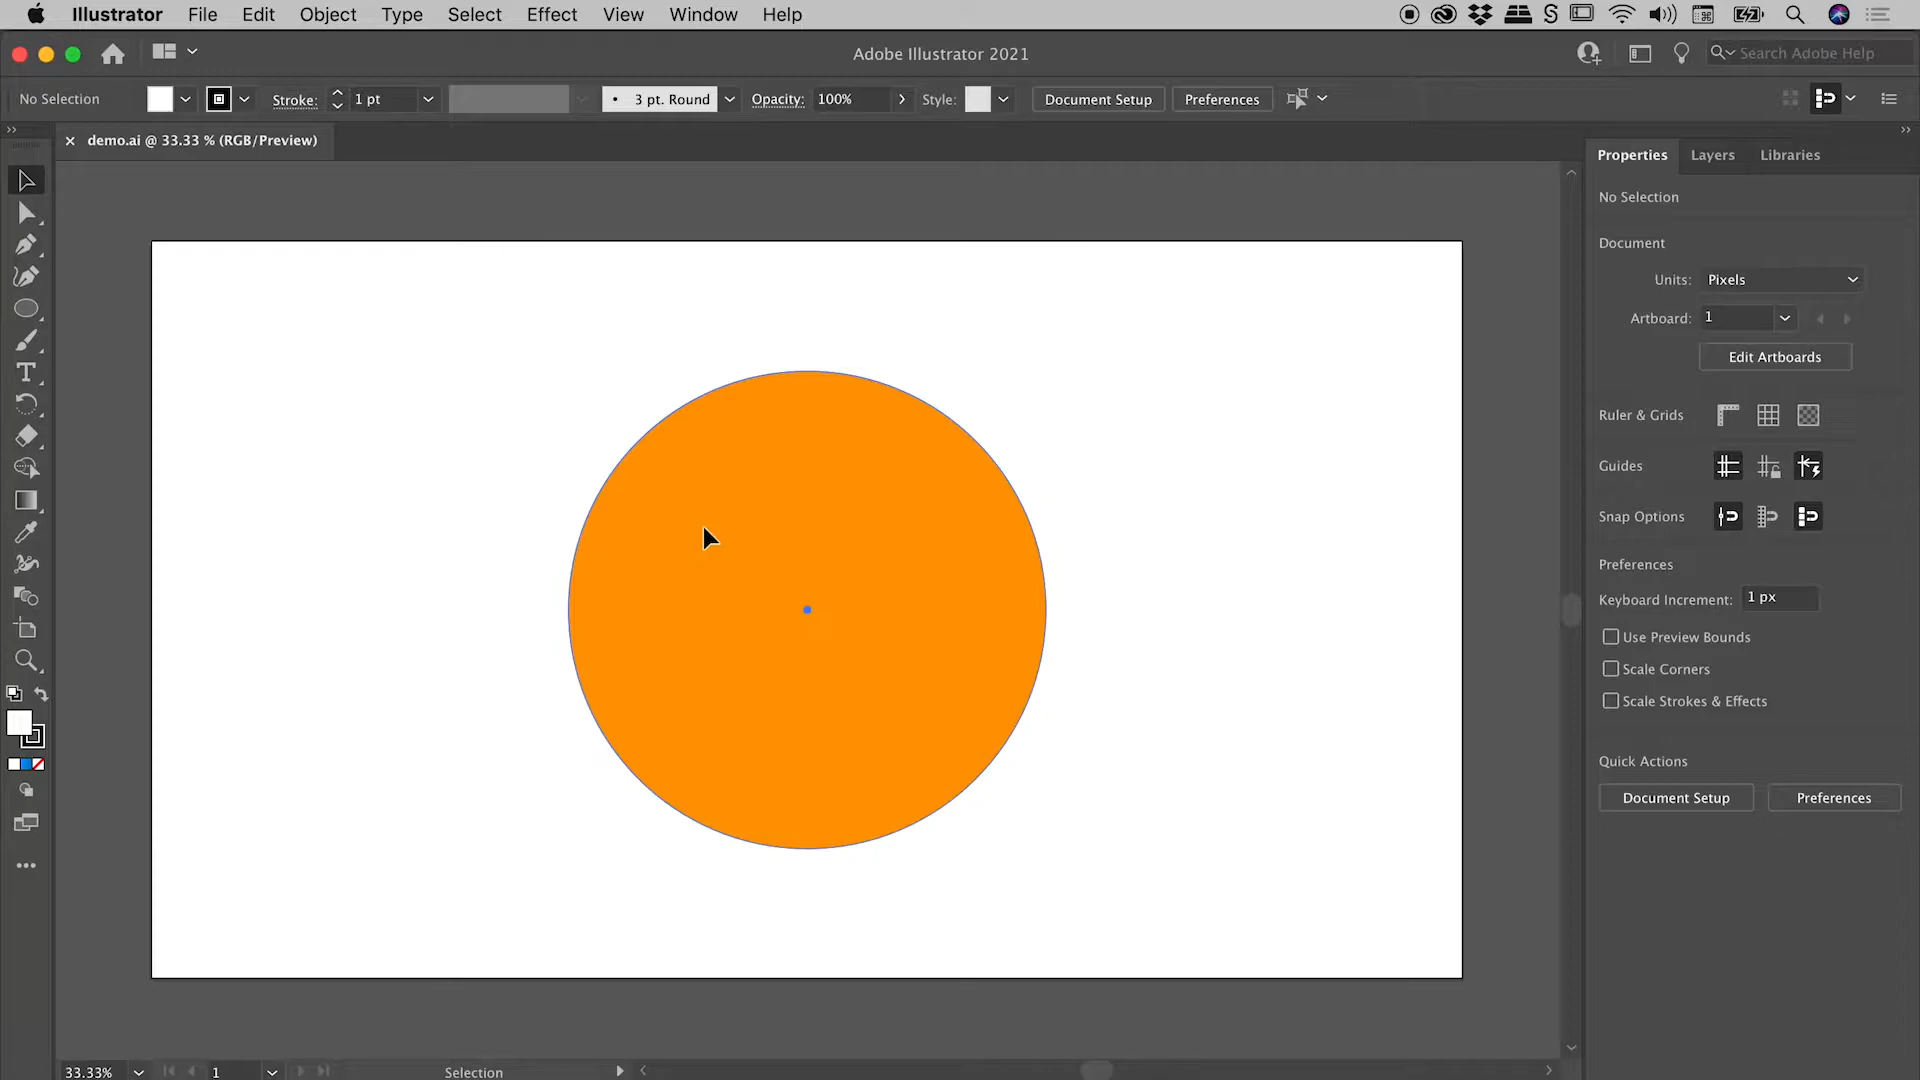 Illustrator File Edit Object Type Select Effect View Window Help
Adobe Illustrator 2021
Search Adobe Help
No Selection Stroke: 1 pt 3 pt. Round Opacity: 100% Style: Document Setup Preferences
demo.ai @ 33.33 % (RGB/Preview)
Properties Layers Libraries
No Selection
Document
Units: Pixels
Artboard: 1
Edit Artboards
Ruler & Grids
Guides
Snap Options
Preferences
Keyboard Increment: 1 px
Use Preview Bounds
Scale Corners
Scale Strokes & Effects
Quick Actions
Document Setup Preferences
33.33% 1 Selection